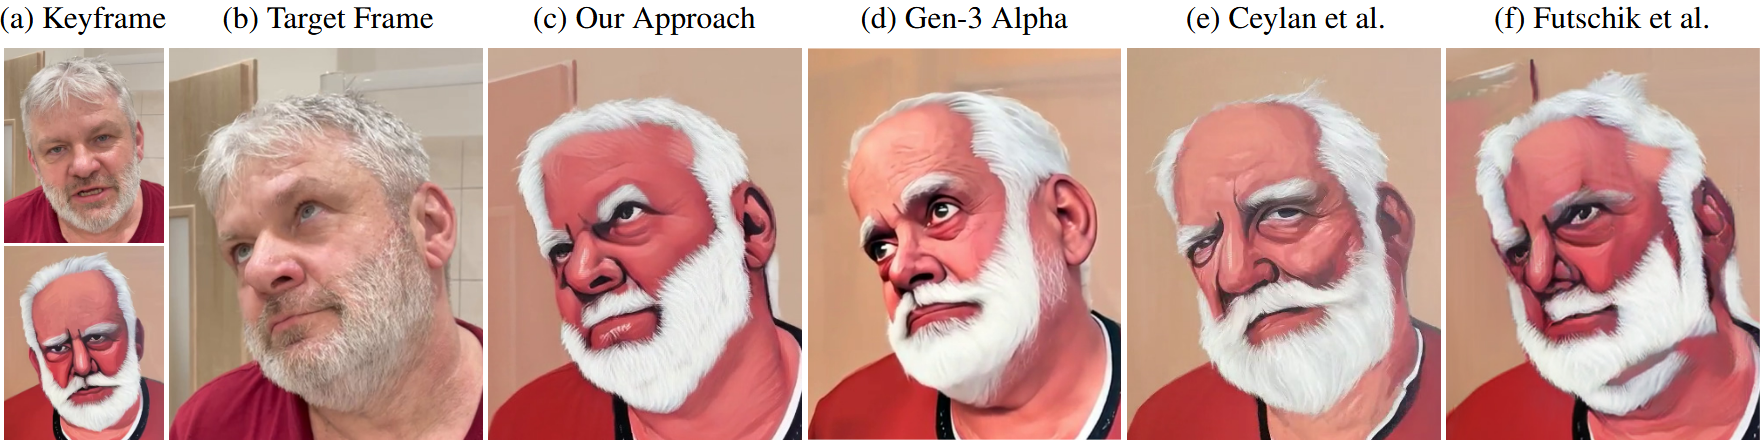 (a) Keyframe (b) Target Frame (c) Our Approach (d) Gen-3 Alpha (e) Ceylan et al. (f) Futschik et al.